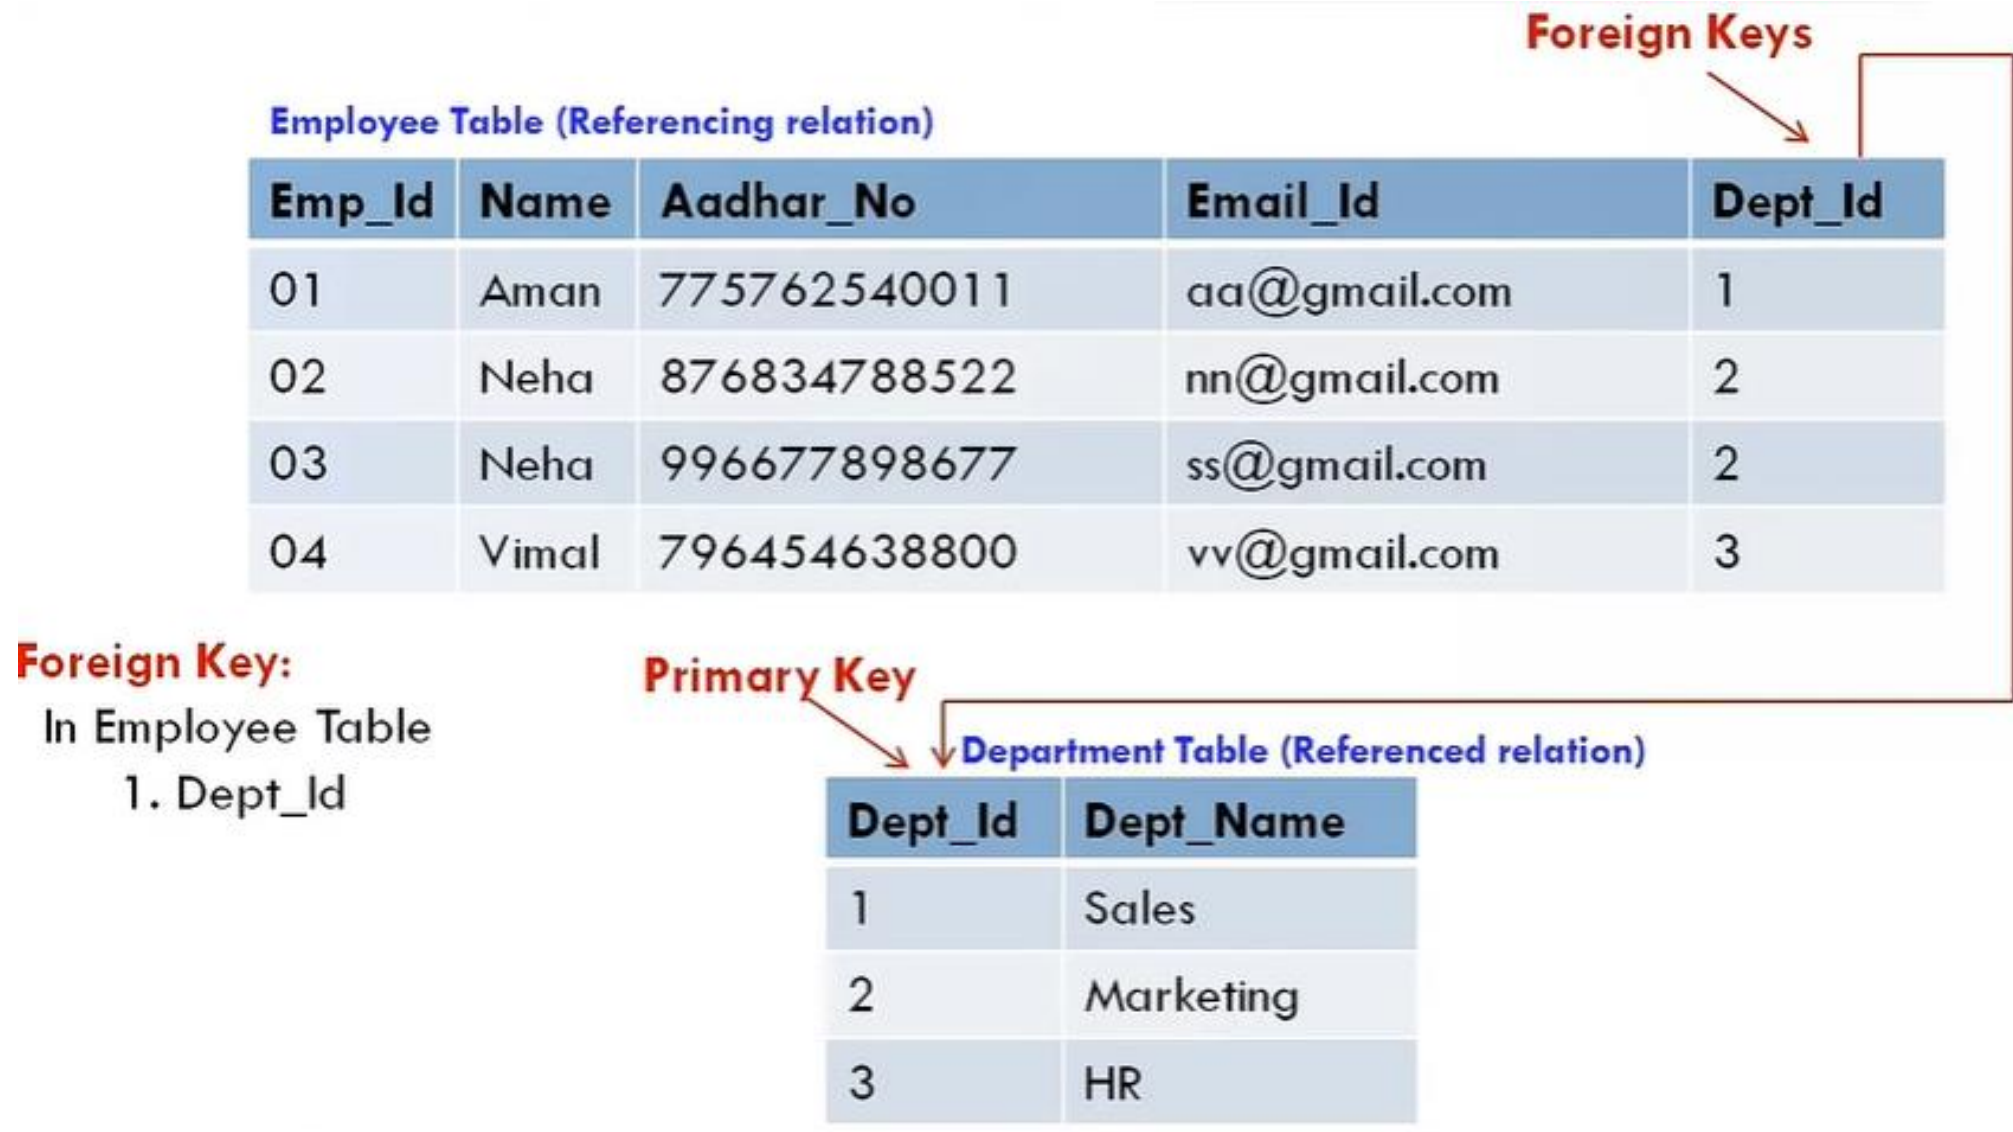 Foreign Keys
Employee Table (Referencing relation)
Emp_Id Name Aadhar_No Email_Id Dept_Id
01 Aman 775762540011 aa@gmail.com 1
02 Neha 876834788522 nn@gmail.com 2
03 Neha 996677898677 ss@gmail.com 2
04 Vimal 796454638800 vv@gmail.com 3
Foreign Key:
In Employee Table
1. Dept_Id
Primary Key
Department Table (Referenced relation)
Dept_Id Dept_Name
1 Sales
2 Marketing
3 HR